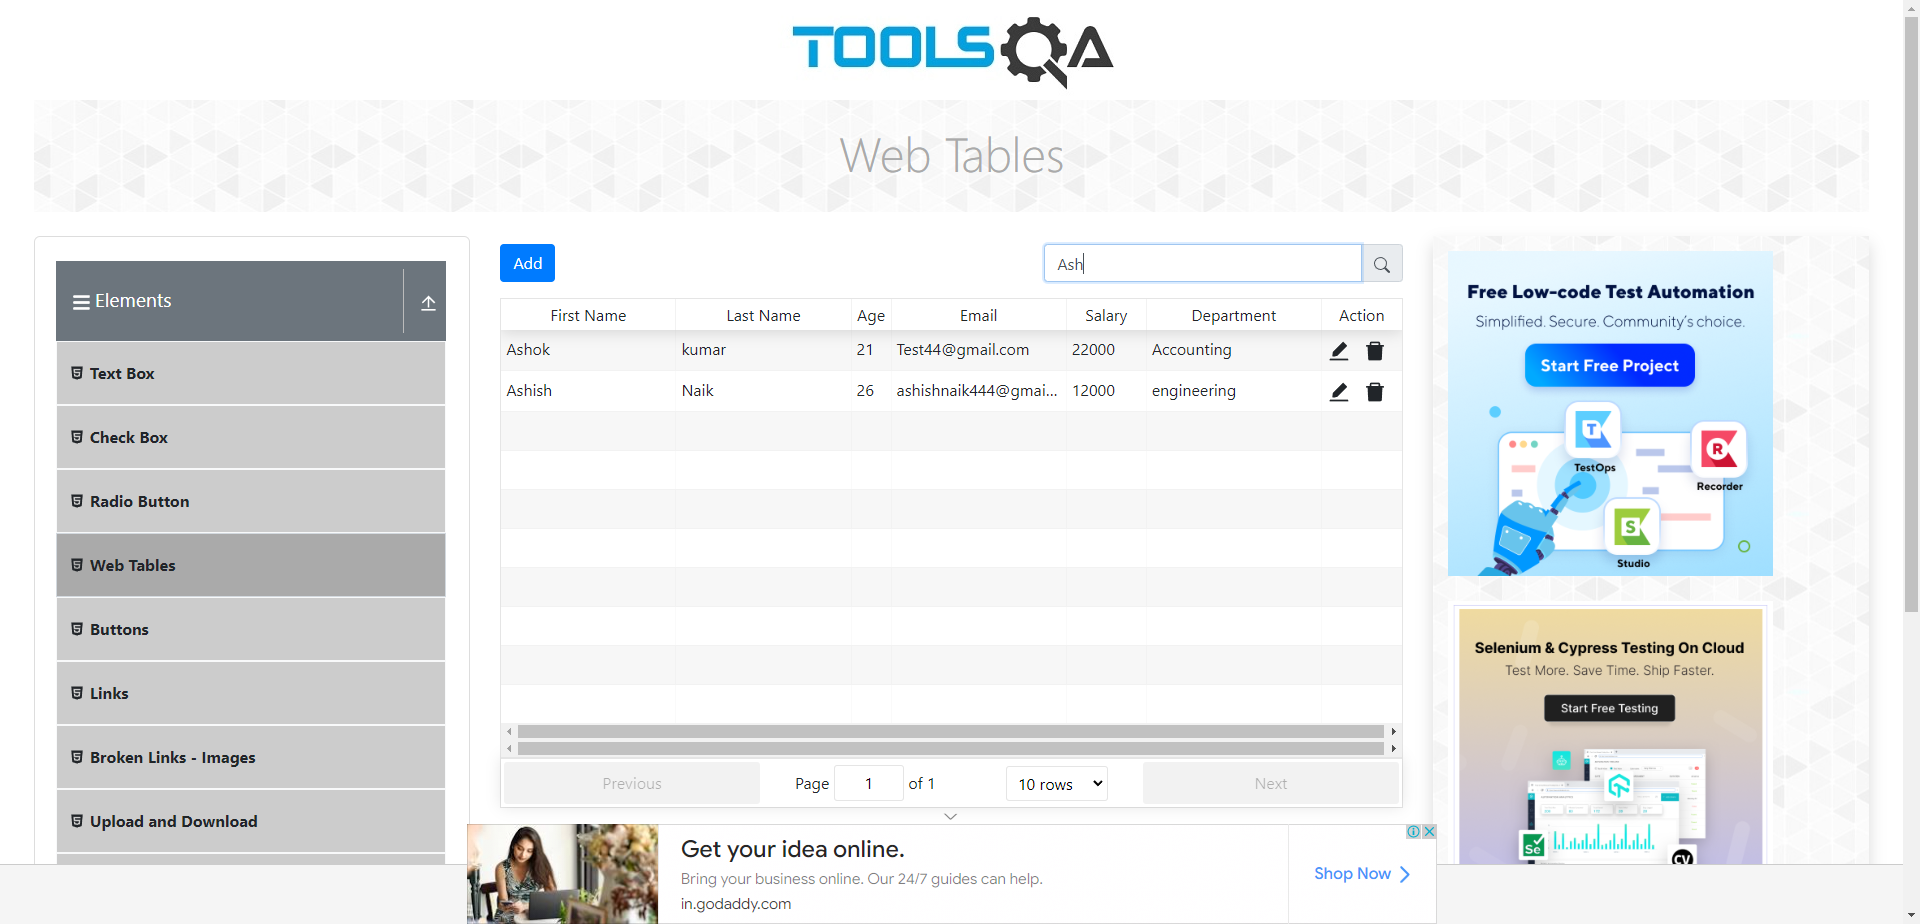 TOOLSQA
Web Tables
Elements
Text Box
Check Box
Radio Button
Web Tables
Buttons
Links
Broken Links - Images
Upload and Download
Add
Ash
First Name Last Name Age Email Salary Department Action
Ashok kumar 21 Test44@gmail.com 22000 Accounting
Ashish Naik 26 ashishnaik444@gmai... 12000 engineering
Previous Page 1 of 1 10 rows Next
Free Low-code Test Automation
Simplified. Secure. Community's choice.
Start Free Project
T
TestOps
R
Recorder
S
Studio
Selenium & Cypress Testing On Cloud
Test More. Save Time. Ship Faster.
Start Free Testing
Se
CV
Get your idea online.
Bring your business online. Our 24/7 guides can help.
in.godaddy.com
Shop Now